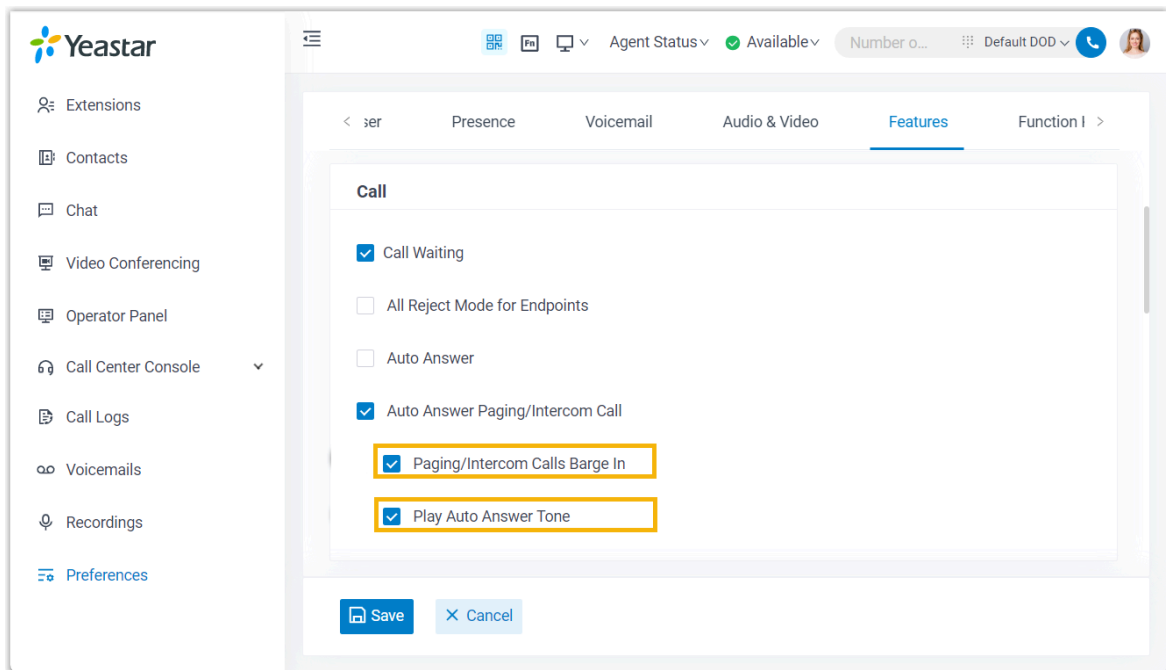 Yeastar
Fn
Agent Status
Available
Number o...
Default DOD
Extensions
Contacts
Chat
Video Conferencing
Operator Panel
Call Center Console
Call Logs
Voicemails
Recordings
Preferences
ser
Presence
Voicemail
Audio & Video
Features
Function
Call
Call Waiting
All Reject Mode for Endpoints
Auto Answer
Auto Answer Paging/Intercom Call
Paging/Intercom Calls Barge In
Play Auto Answer Tone
Save
Cancel